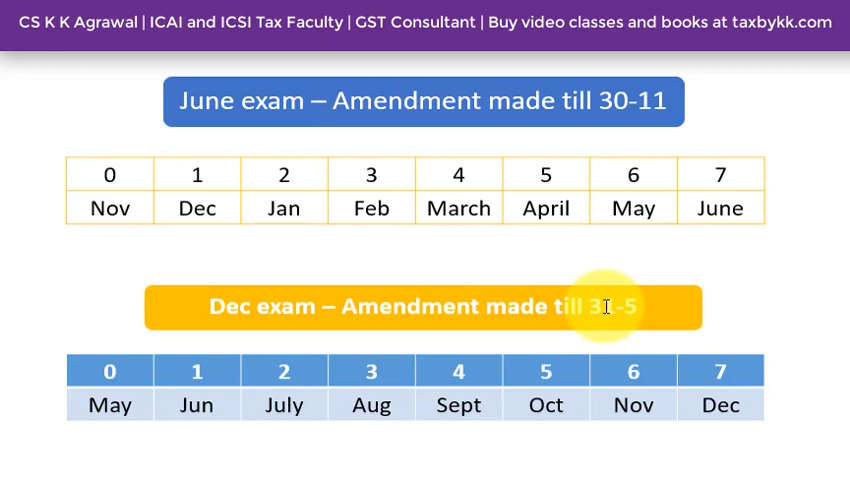 CS K K Agrawal | ICAI and ICSI Tax Faculty | GST Consultant | Buy video classes and books at taxbykk.com
June exam – Amendment made till 30-11
0 1 2 3 4 5 6 7
Nov Dec Jan Feb March April May June
Dec exam – Amendment made till 31-5
0 1 2 3 4 5 6 7
May Jun July Aug Sept Oct Nov Dec